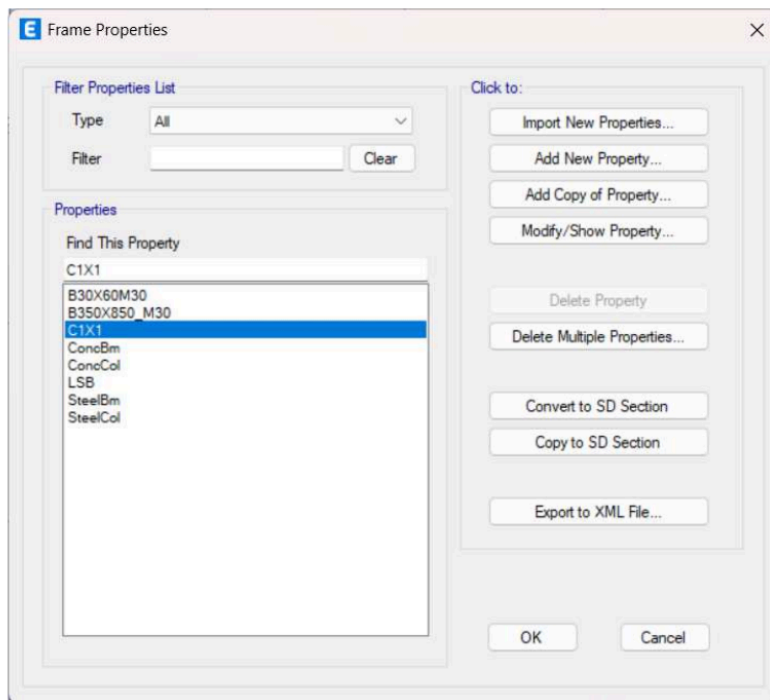 E Frame Properties
Filter Properties List
Type All
Filter Clear
Properties
Find This Property
C1X1
B30X60M30
B350X850_M30
C1X1
ConcBm
ConcCol
LSB
SteelBm
SteelCol
Click to:
Import New Properties...
Add New Property...
Add Copy of Property...
Modify/Show Property...
Delete Property
Delete Multiple Properties...
Convert to SD Section
Copy to SD Section
Export to XML File...
OK Cancel